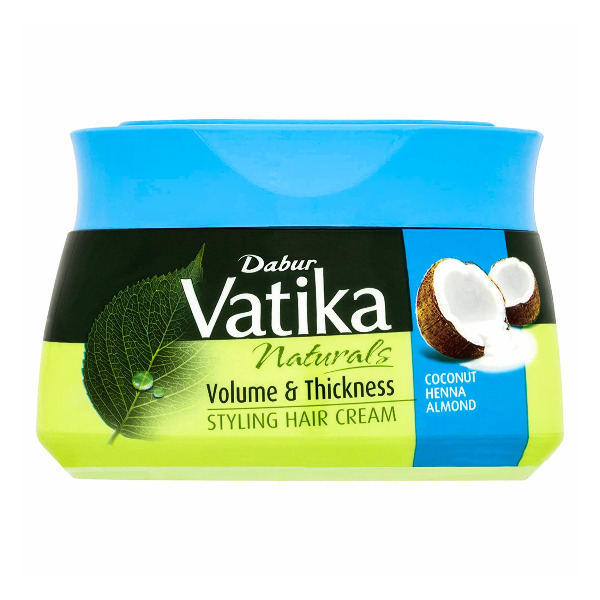 Dabur
Vatika
Naturals
Volume & Thickness
STYLING HAIR CREAM
COCONUT
HENNA
ALMOND